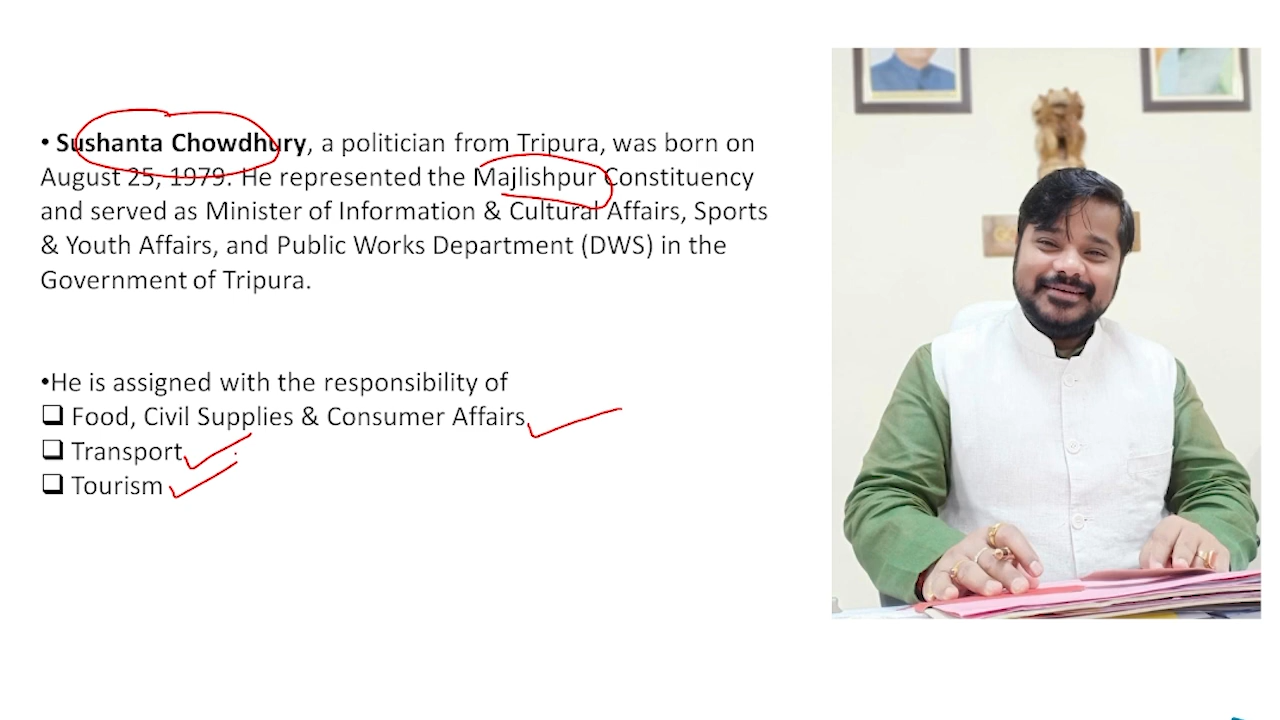 • Sushanta Chowdhury, a politician from Tripura, was born on
August 25, 1979. He represented the Majlishpur Constituency
and served as Minister of Information & Cultural Affairs, Sports
& Youth Affairs, and Public Works Department (DWS) in the
Government of Tripura.
•He is assigned with the responsibility of
❑ Food, Civil Supplies & Consumer Affairs,
❑ Transport
❑ Tourism